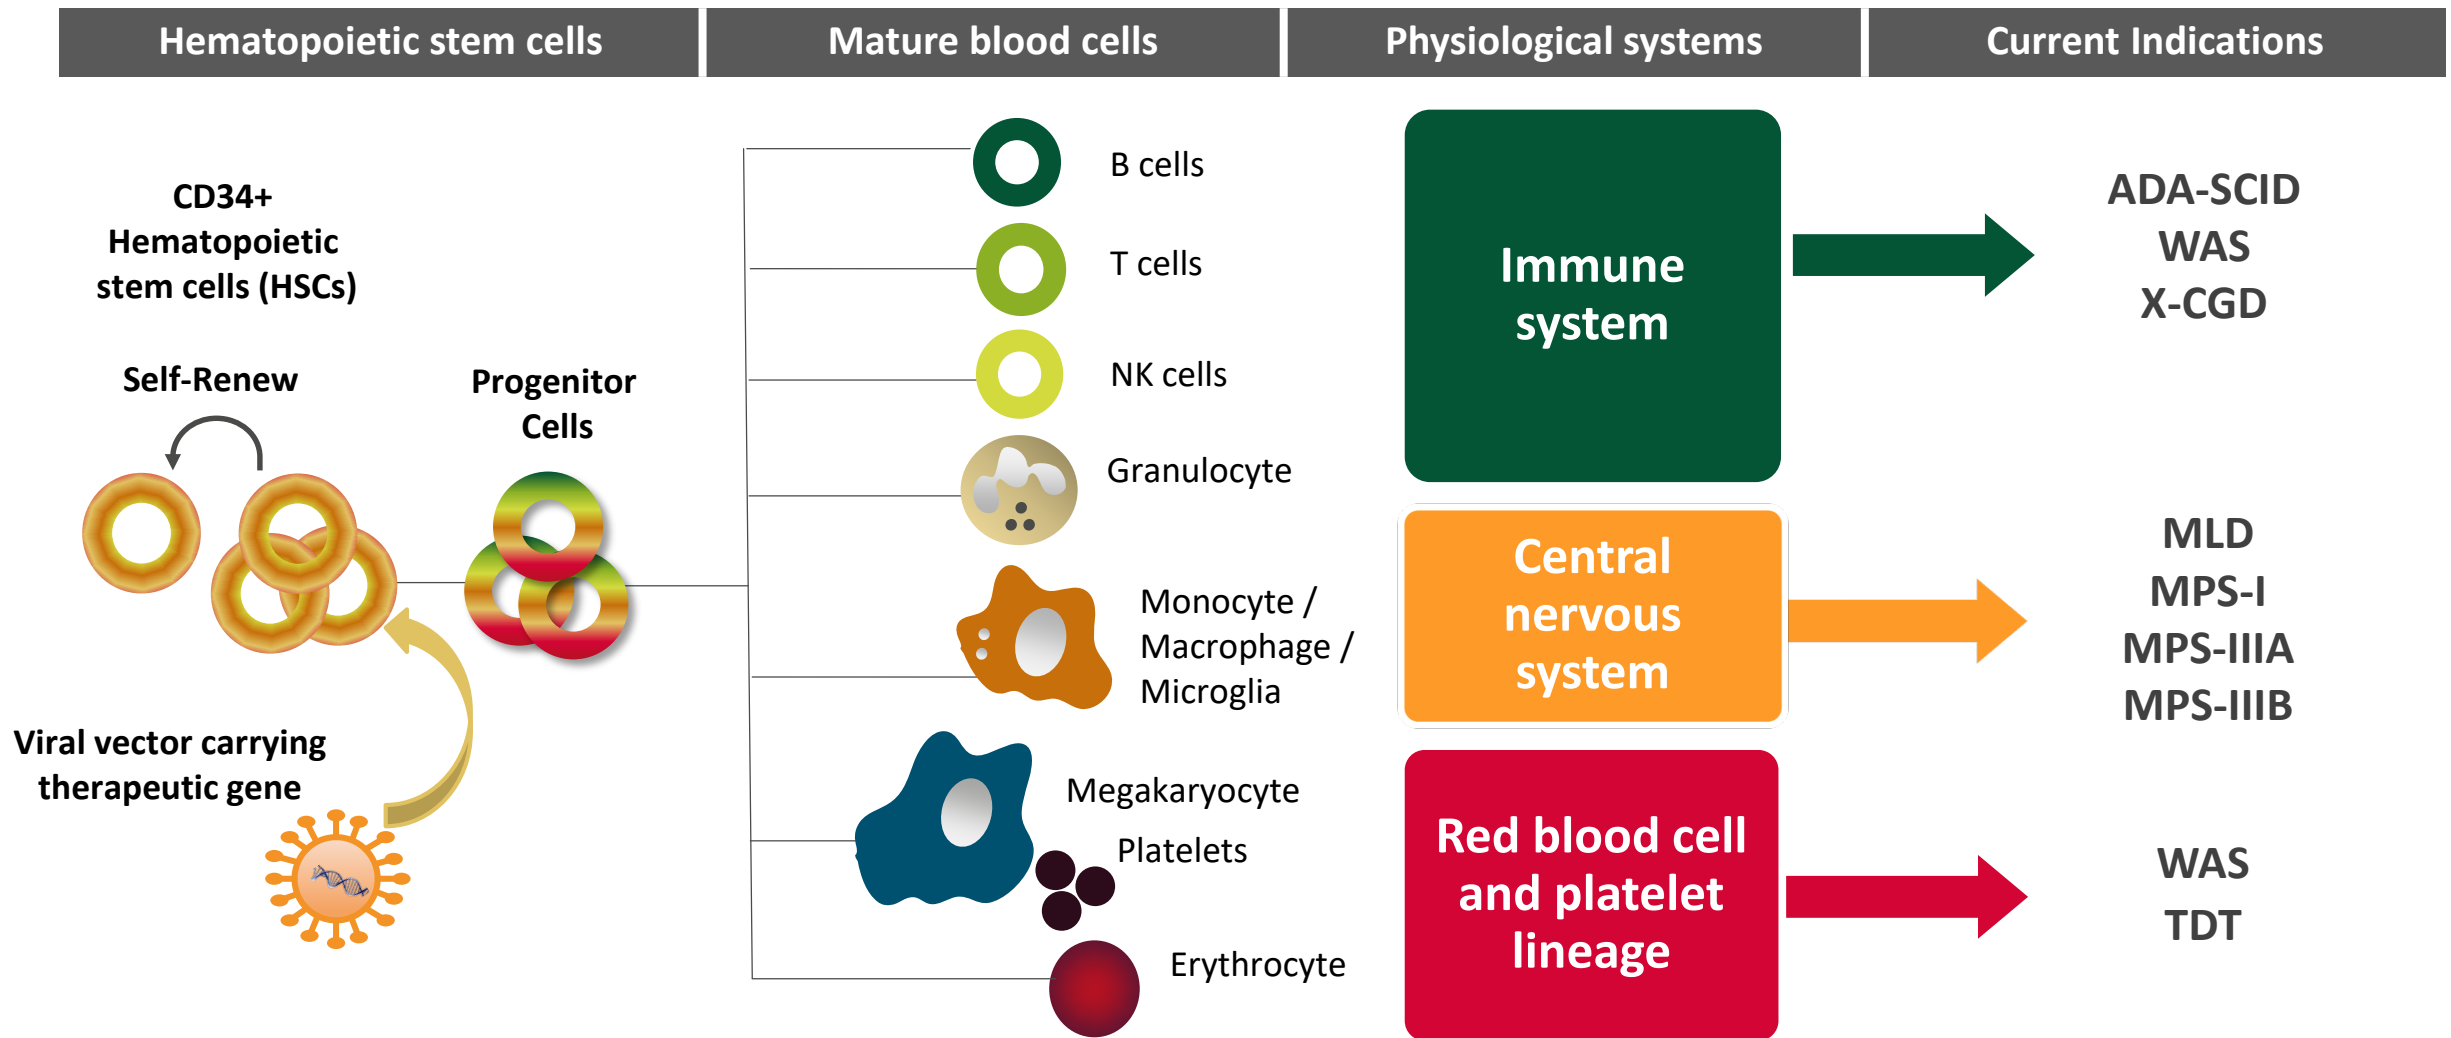 Hematopoietic stem cells
Mature blood cells
Physiological systems
Current Indications
CD34+
Hematopoietic
stem cells (HSCs)
Self-Renew
Progenitor
Cells
Viral vector carrying
therapeutic gene
B cells
T cells
NK cells
Granulocyte
Monocyte /
Macrophage /
Microglia
Megakaryocyte
Platelets
Erythrocyte
Immune
system
Central
nervous
system
Red blood cell
and platelet
lineage
ADA-SCID
WAS
X-CGD
MLD
MPS-I
MPS-IIIA
MPS-IIIB
WAS
TDT